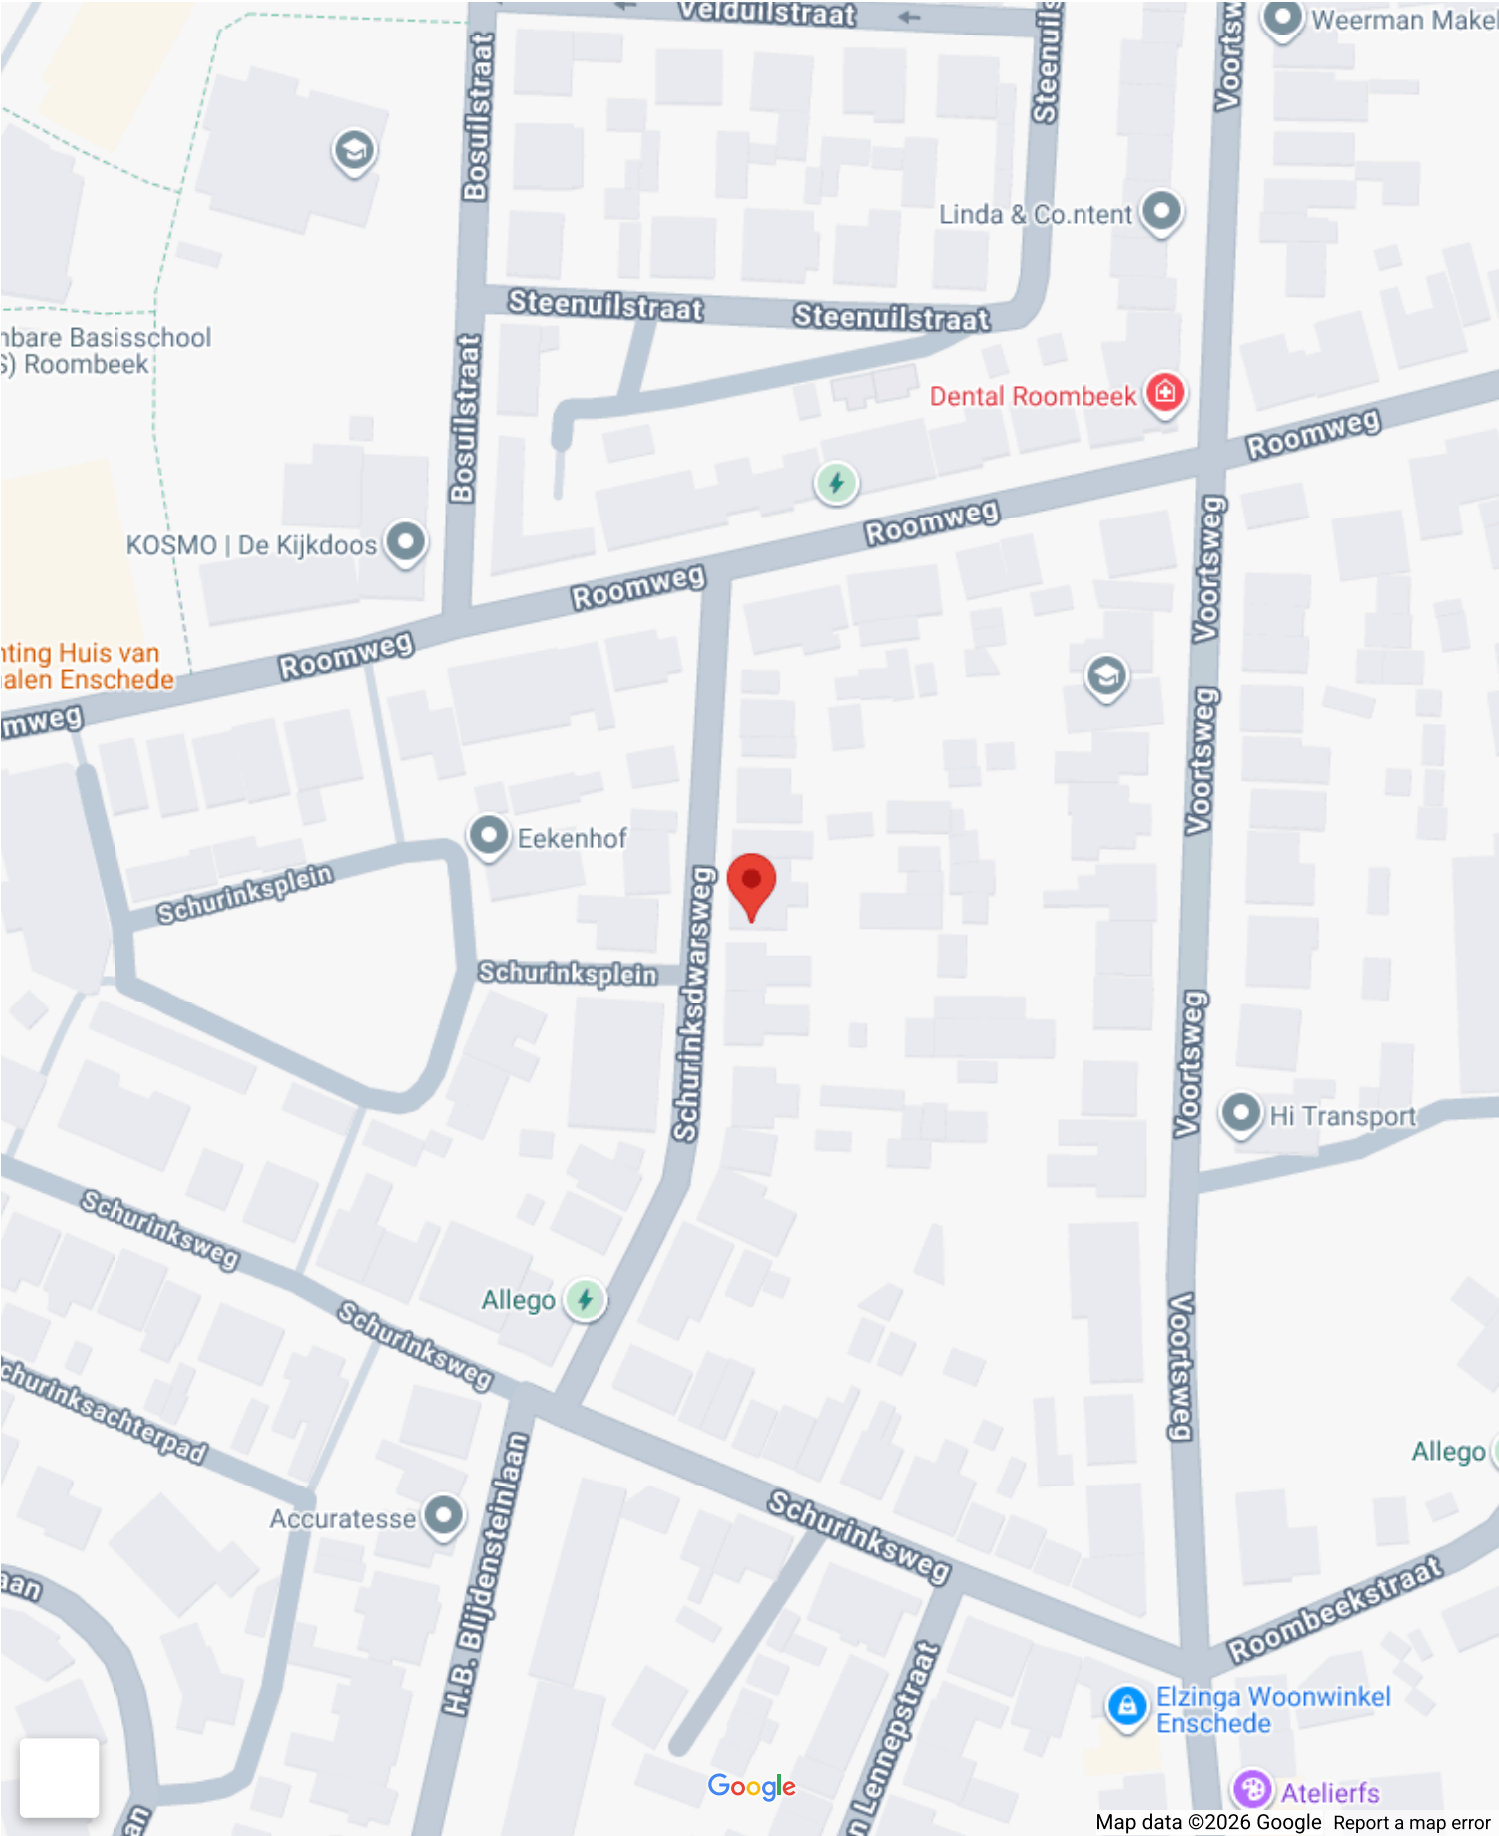 Velduilstraat
Weerman Makel
Bosuilstraat
Steenuils
Voortsw
Linda & Co.ntent
Steenuilstraat
Steenuilstraat
nbare Basisschool
S) Roombeek
Bosuilstraat
Dental Roombeek
Roomweg
Roomweg
KOSMO | De Kijkdoos
Roomweg
Voortsweg
Roomweg
nting Huis van
alen Enschede
mweg
Voortsweg
Eekenhof
Schurinksplein
Schurinksdwarsweg
Schurinksplein
Voortsweg
Hi Transport
Schurinksweg
Allego
Schurinksweg
Voortsweg
churinksachterpad
Allego
H.B. Blijdensteinlaan
Accuratesse
Schurinksweg
aan
Roombeekstraat
n Lennepstraat
Elzinga Woonwinkel
Enschede
Google
Atelierfs
an
Map data ©2026 Google
Report a map error